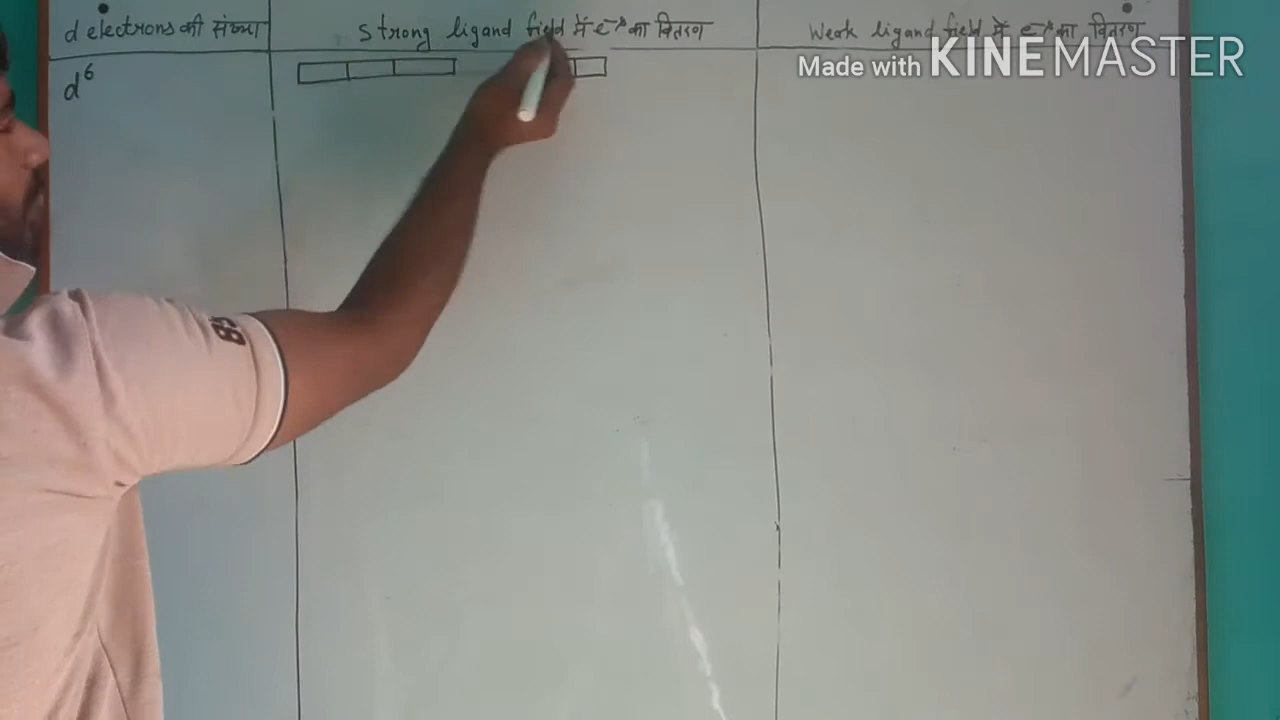 d electrons की संख्या
Strong ligand field में e⁻ˢ का वितरण
Weak ligand field में e⁻ˢ का वितरण
Made with KINEMASTER
d⁶